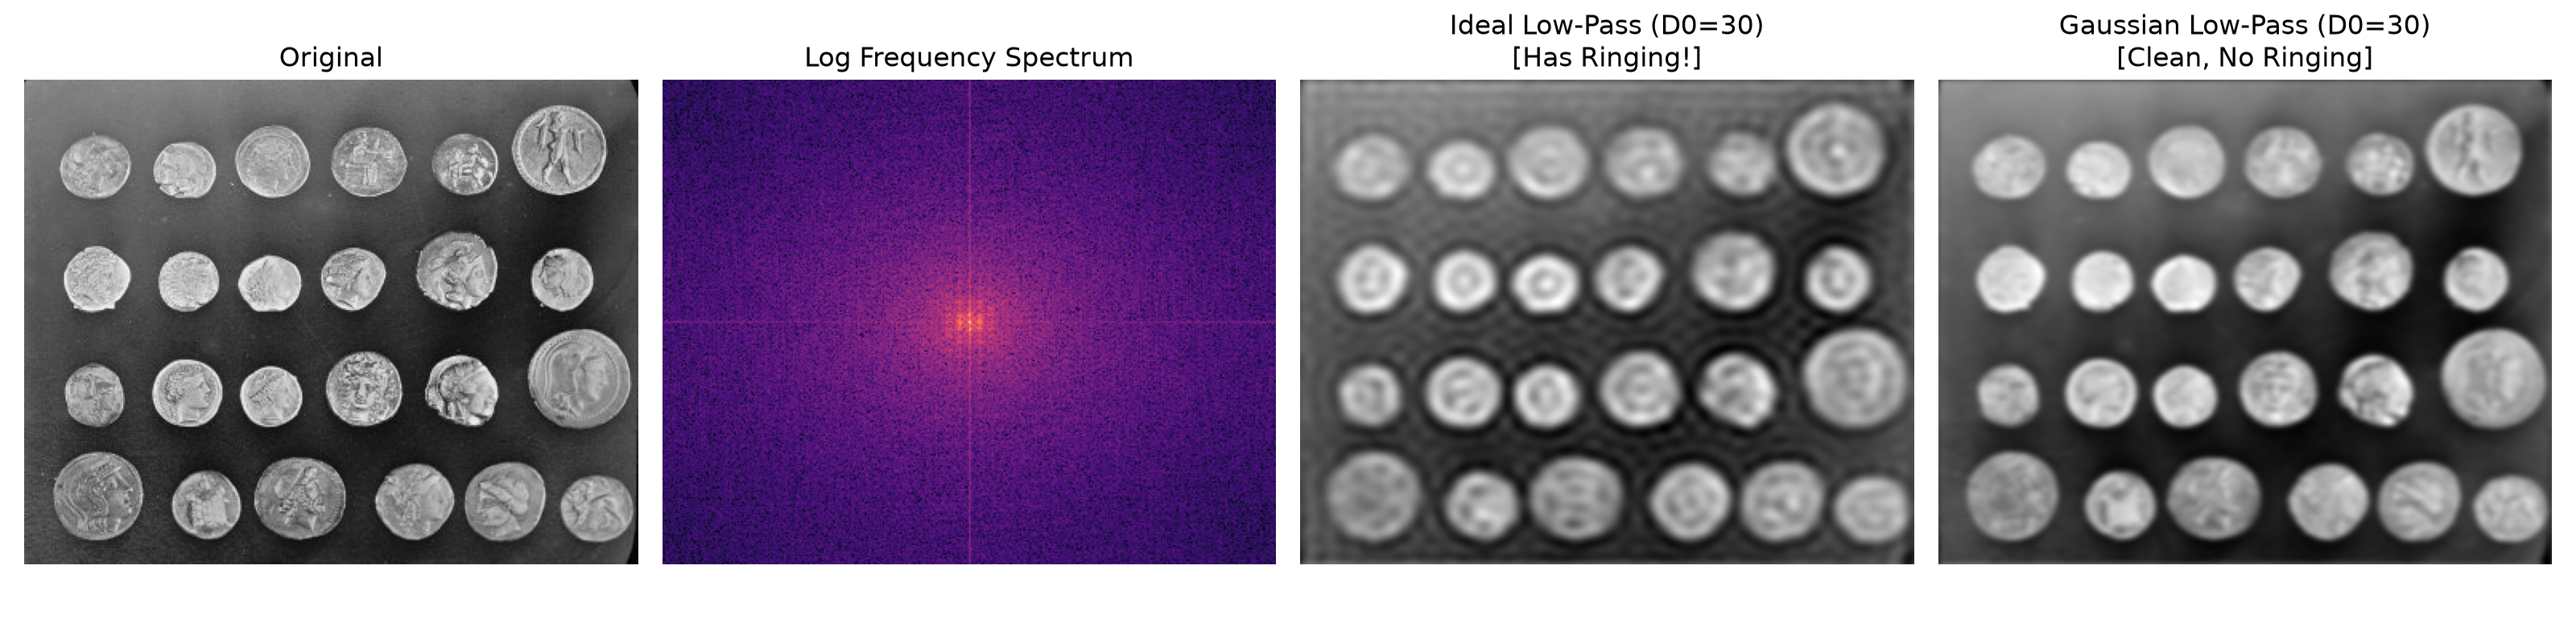 Original
Log Frequency Spectrum
Ideal Low-Pass (D0=30)
[Has Ringing!]
Gaussian Low-Pass (D0=30)
[Clean, No Ringing]